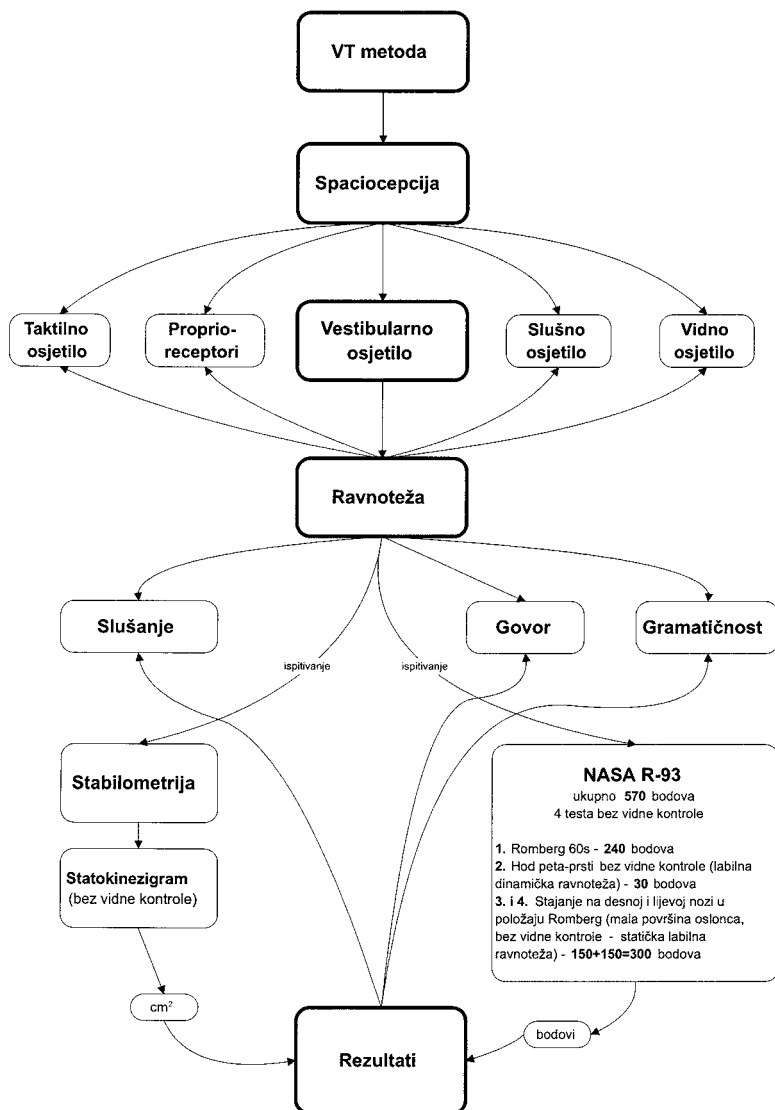 VT metoda
Spaciocepcija
Taktilno
osjetilo
Proprio-
receptori
Vestibularno
osjetilo
Slušno
osjetilo
Vidno
osjetilo
Ravnoteža
Slušanje
Govor
Gramatičnost
ispitivanje
ispitivanje
Stabilometrija
Statokinezigram
(bez vidne kontrole)
cm²
NASA R-93
ukupno 570 bodova
4 testa bez vidne kontrole
1. Romberg 60s - 240 bodova
2. Hod peta-prsti bez vidne kontrole (labilna
dinamička ravnoteža) - 30 bodova
3. i 4. Stajanje na desnoj i lijevoj nozi u
položaju Romberg (mala površina oslonca,
bez vidne kontrole - statička labilna
ravnoteža) - 150+150=300 bodova
bodovi
Rezultati